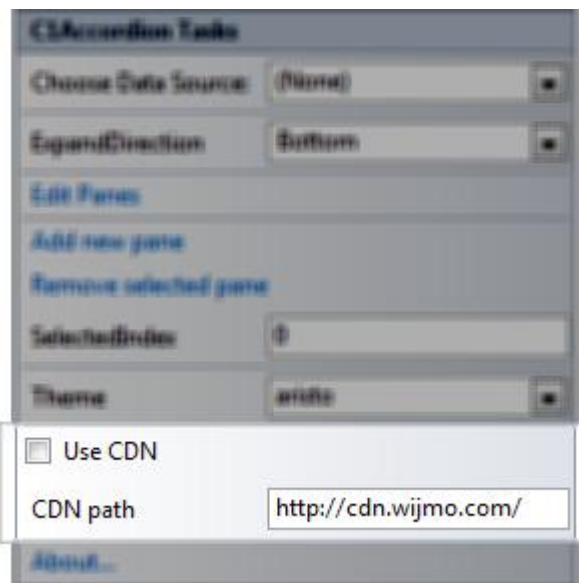 C1Accordion Tasks
Choose Data Source: (None)
ExpandDirection Bottom
Edit Panes
Add new pane
Remove selected pane
SelectedIndex 0
Theme aristo
Use CDN
CDN path http://cdn.wijmo.com/
About...